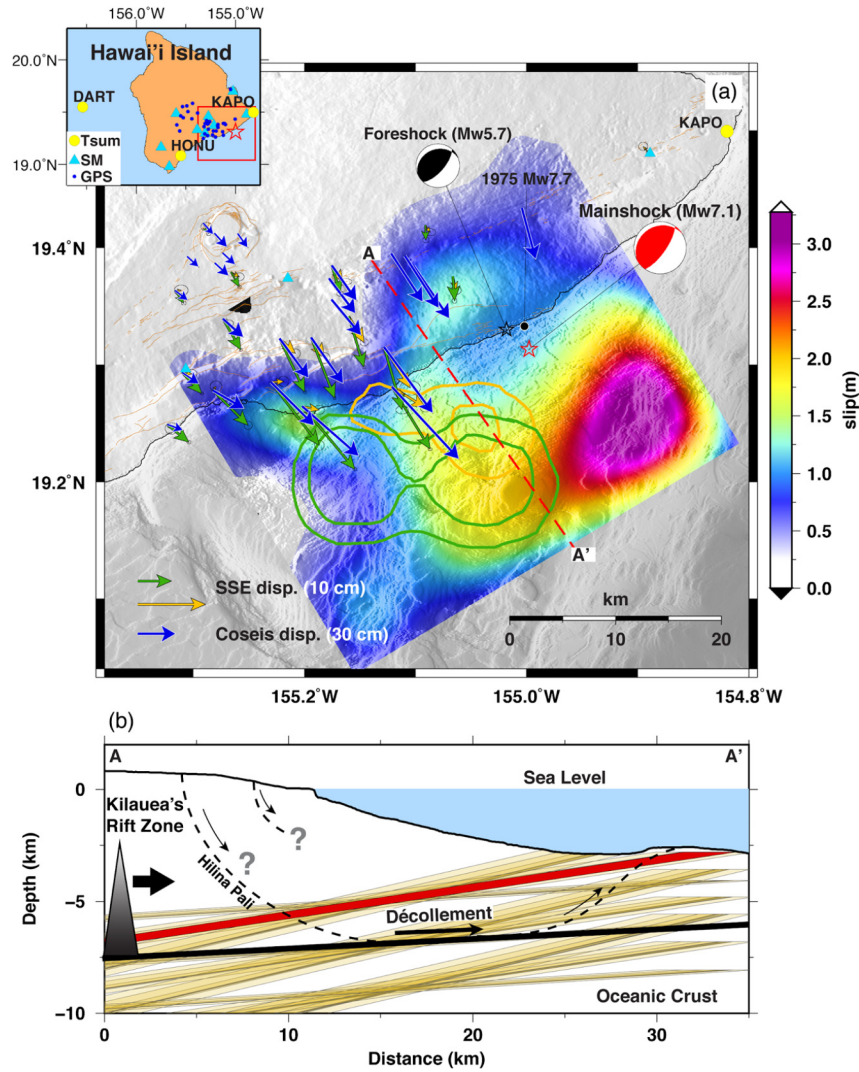 156.0˚W
155.0˚W
Hawai'i Island
20.0˚N
19.0˚N
DART
KAPO
HONU
Tsum
SM
GPS
(a)
KAPO
Foreshock (Mw5.7)
1975 Mw7.7
Mainshock (Mw7.1)
19.4˚N
19.2˚N
A
A'
SSE disp. (10 cm)
Coseis disp. (30 cm)
km
0 10 20
155.2˚W
155.0˚W
154.8˚W
3.0
2.5
2.0
1.5
1.0
0.5
0.0
slip(m)
(b)
A
A'
Sea Level
Kilauea's
Rift Zone
?
?
Hilina Pali
Décollement
Oceanic Crust
0
−5
−10
Depth (km)
0 10 20 30
Distance (km)